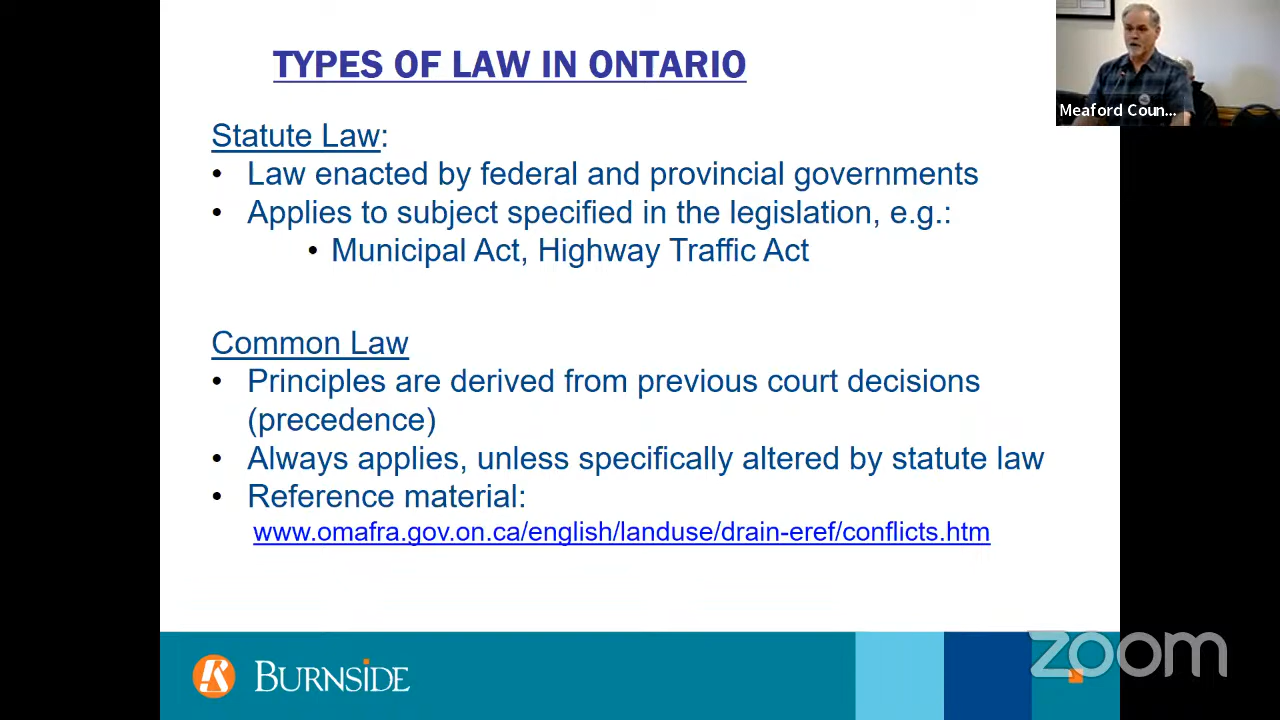 TYPES OF LAW IN ONTARIO
Meaford Coun...
Statute Law:
• Law enacted by federal and provincial governments
• Applies to subject specified in the legislation, e.g.:
• Municipal Act, Highway Traffic Act
Common Law
• Principles are derived from previous court decisions
(precedence)
• Always applies, unless specifically altered by statute law
• Reference material:
www.omafra.gov.on.ca/english/landuse/drain-eref/conflicts.htm
BURNSIDE
zoom